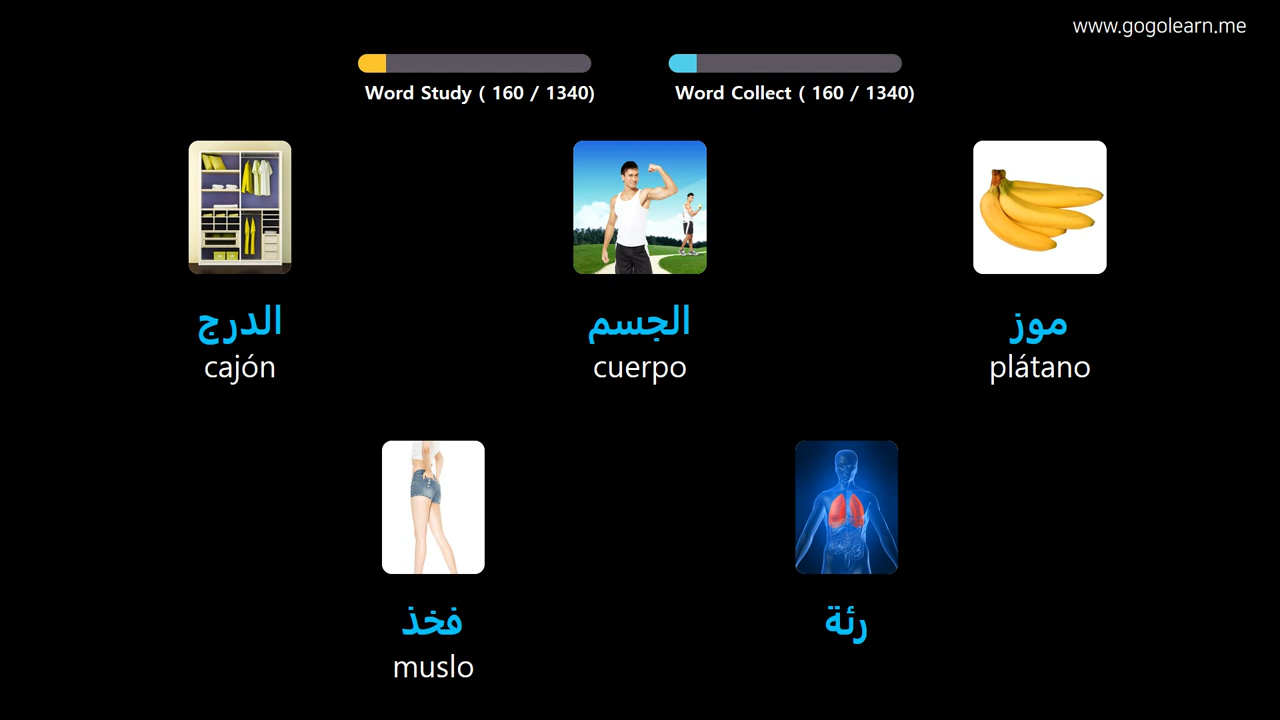 www.gogolearn.me
Word Study ( 160 / 1340)
Word Collect ( 160 / 1340)
الدرج
cajón
الجسم
cuerpo
موز
plátano
فخذ
muslo
رئة